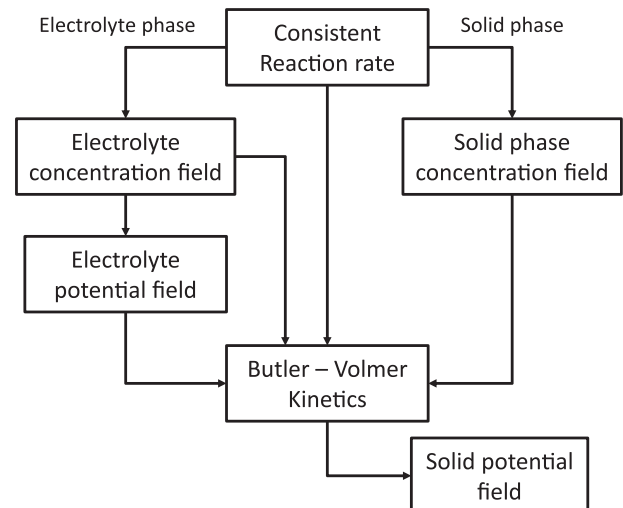 Electrolyte phase
Consistent
Reaction rate
Solid phase
Electrolyte
concentration field
Solid phase
concentration field
Electrolyte
potential field
Butler – Volmer
Kinetics
Solid potential
field